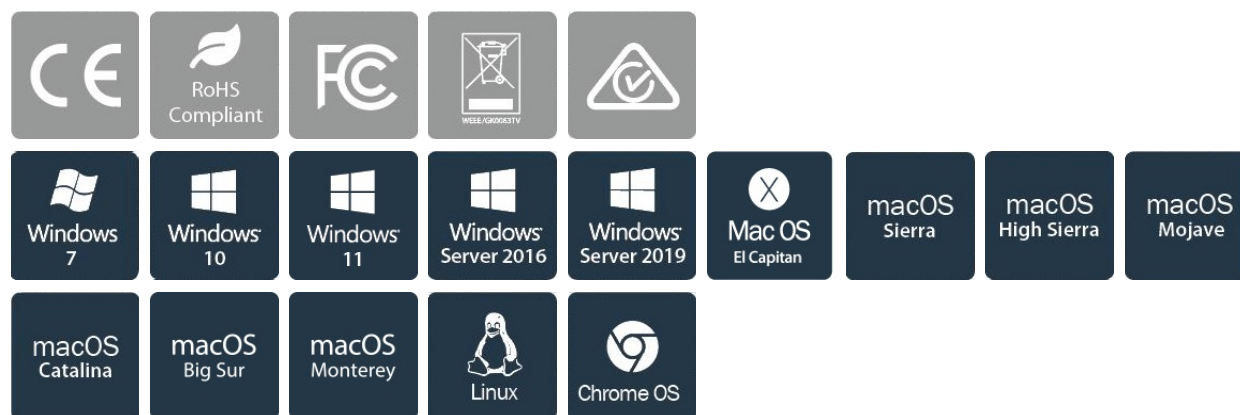 CE
RoHS
Compliant
FC
WEEE/GK0063TV
Windows
7
Windows
10
Windows
11
Windows
Server 2016
Windows
Server 2019
X
Mac OS
El Capitan
macOS
Sierra
macOS
High Sierra
macOS
Mojave
macOS
Catalina
macOS
Big Sur
macOS
Monterey
Linux
Chrome OS